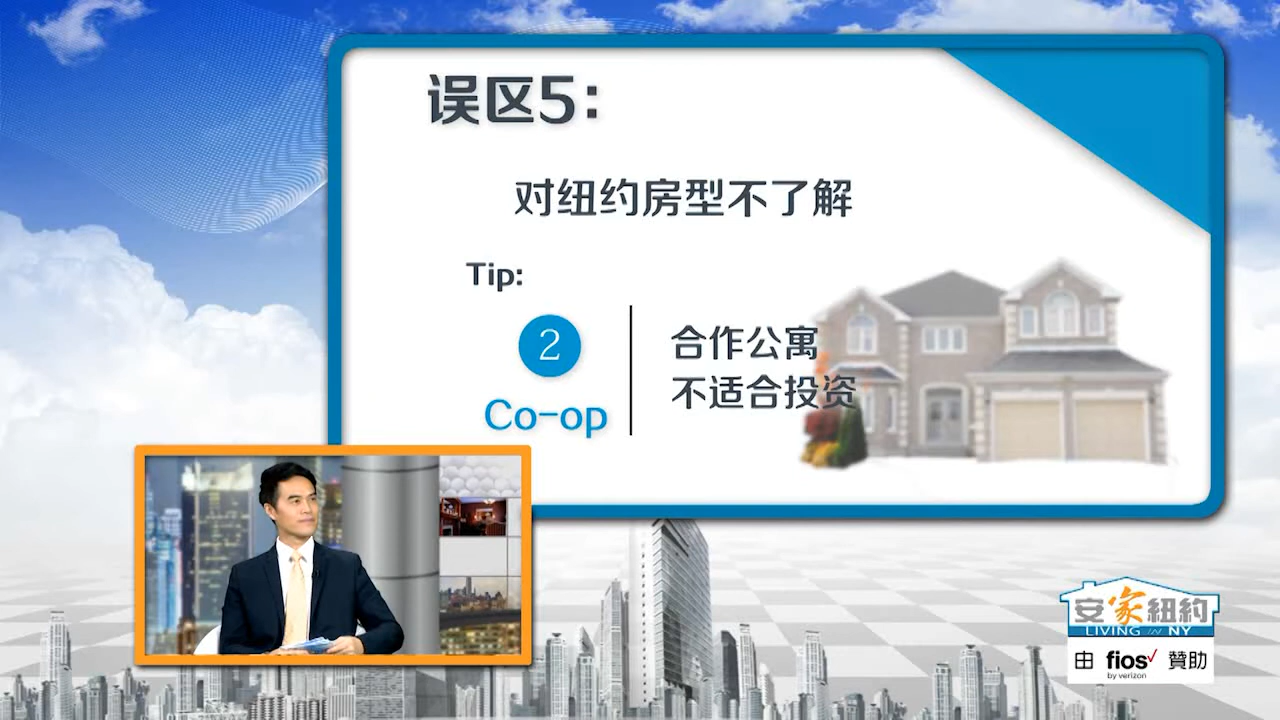 误区5:
对纽约房型不了解
Tip:
2
Co-op
合作公寓
不适合投资
安家紐約
LIVING IN NY
由 fios 贊助
by verizon